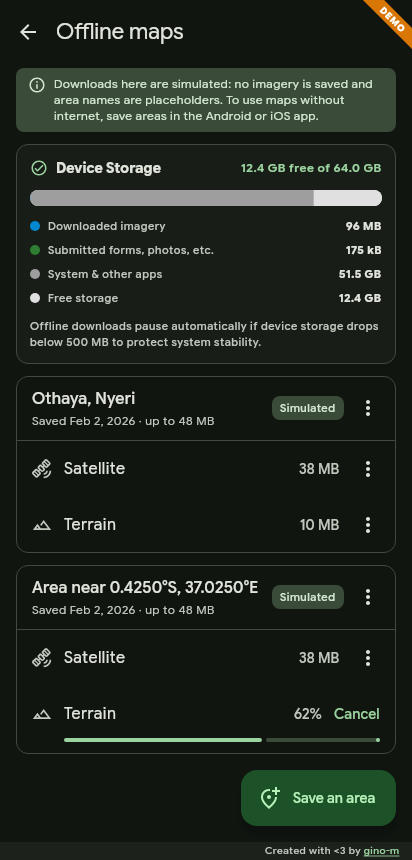 DEMO
Offline maps
Downloads here are simulated: no imagery is saved and
area names are placeholders. To use maps without
internet, save areas in the Android or iOS app.
Device Storage 12.4 GB free of 64.0 GB
Downloaded imagery 96 MB
Submitted forms, photos, etc. 175 kB
System & other apps 51.5 GB
Free storage 12.4 GB
Offline downloads pause automatically if device storage drops
below 500 MB to protect system stability.
Othaya, Nyeri
Simulated
Saved Feb 2, 2026 · up to 48 MB
Satellite 38 MB
Terrain 10 MB
Area near 0.4250°S, 37.0250°E
Simulated
Saved Feb 2, 2026 · up to 48 MB
Satellite 38 MB
Terrain 62% Cancel
Save an area
Created with <3 by gino-m